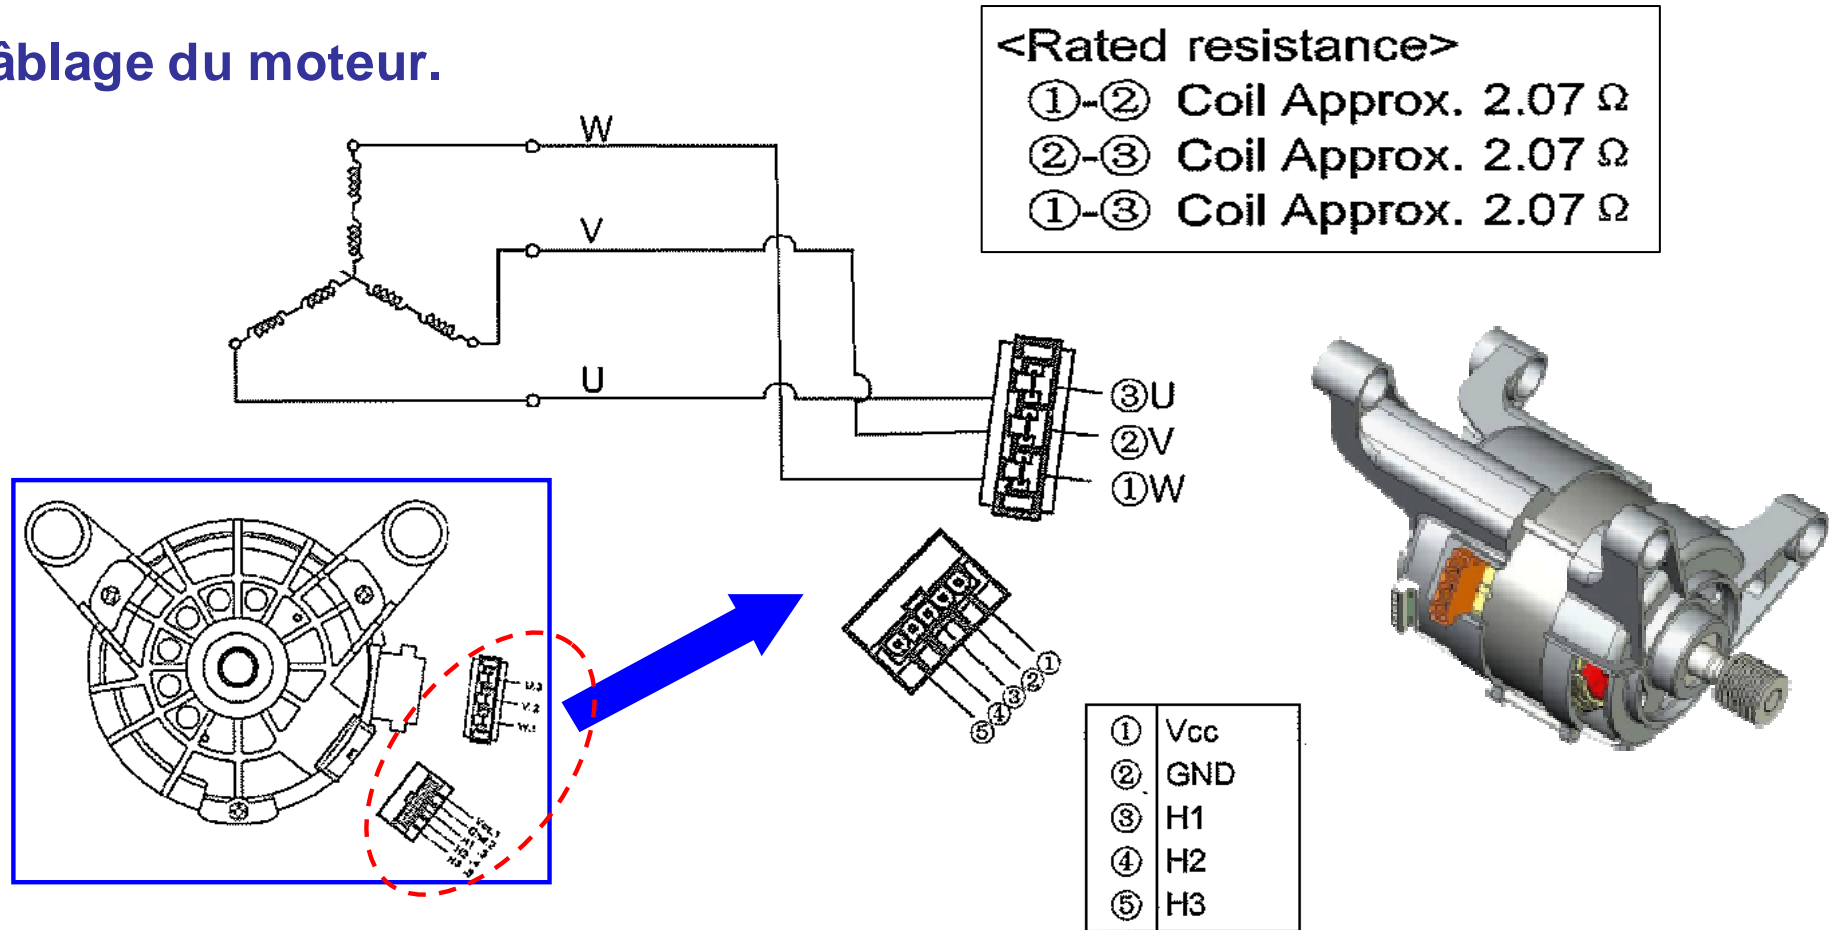 âblage du moteur.
<Rated resistance>
①-② Coil Approx. 2.07 Ω
②-③ Coil Approx. 2.07 Ω
①-③ Coil Approx. 2.07 Ω
W
V
U
③U
②V
①W
①
②
③
④
⑤
① Vcc
② GND
③ H1
④ H2
⑤ H3